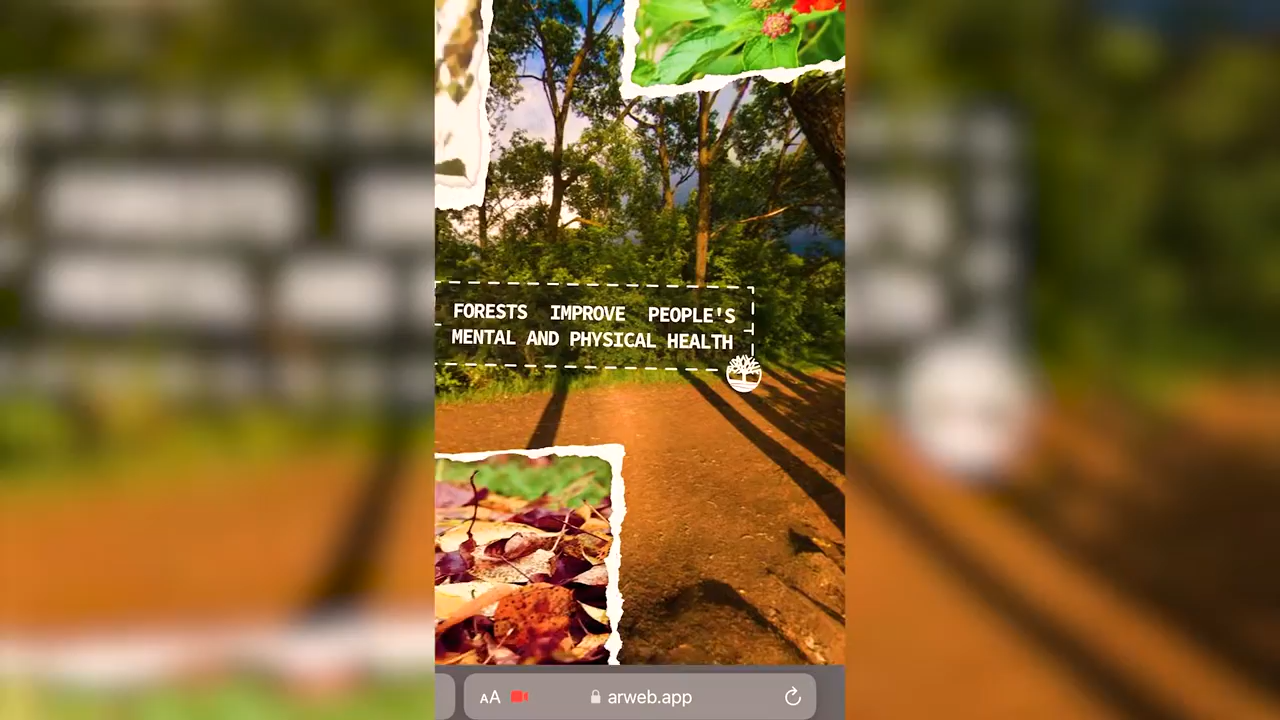 FORESTS IMPROVE PEOPLE'S
MENTAL AND PHYSICAL HEALTH
AA
arweb.app